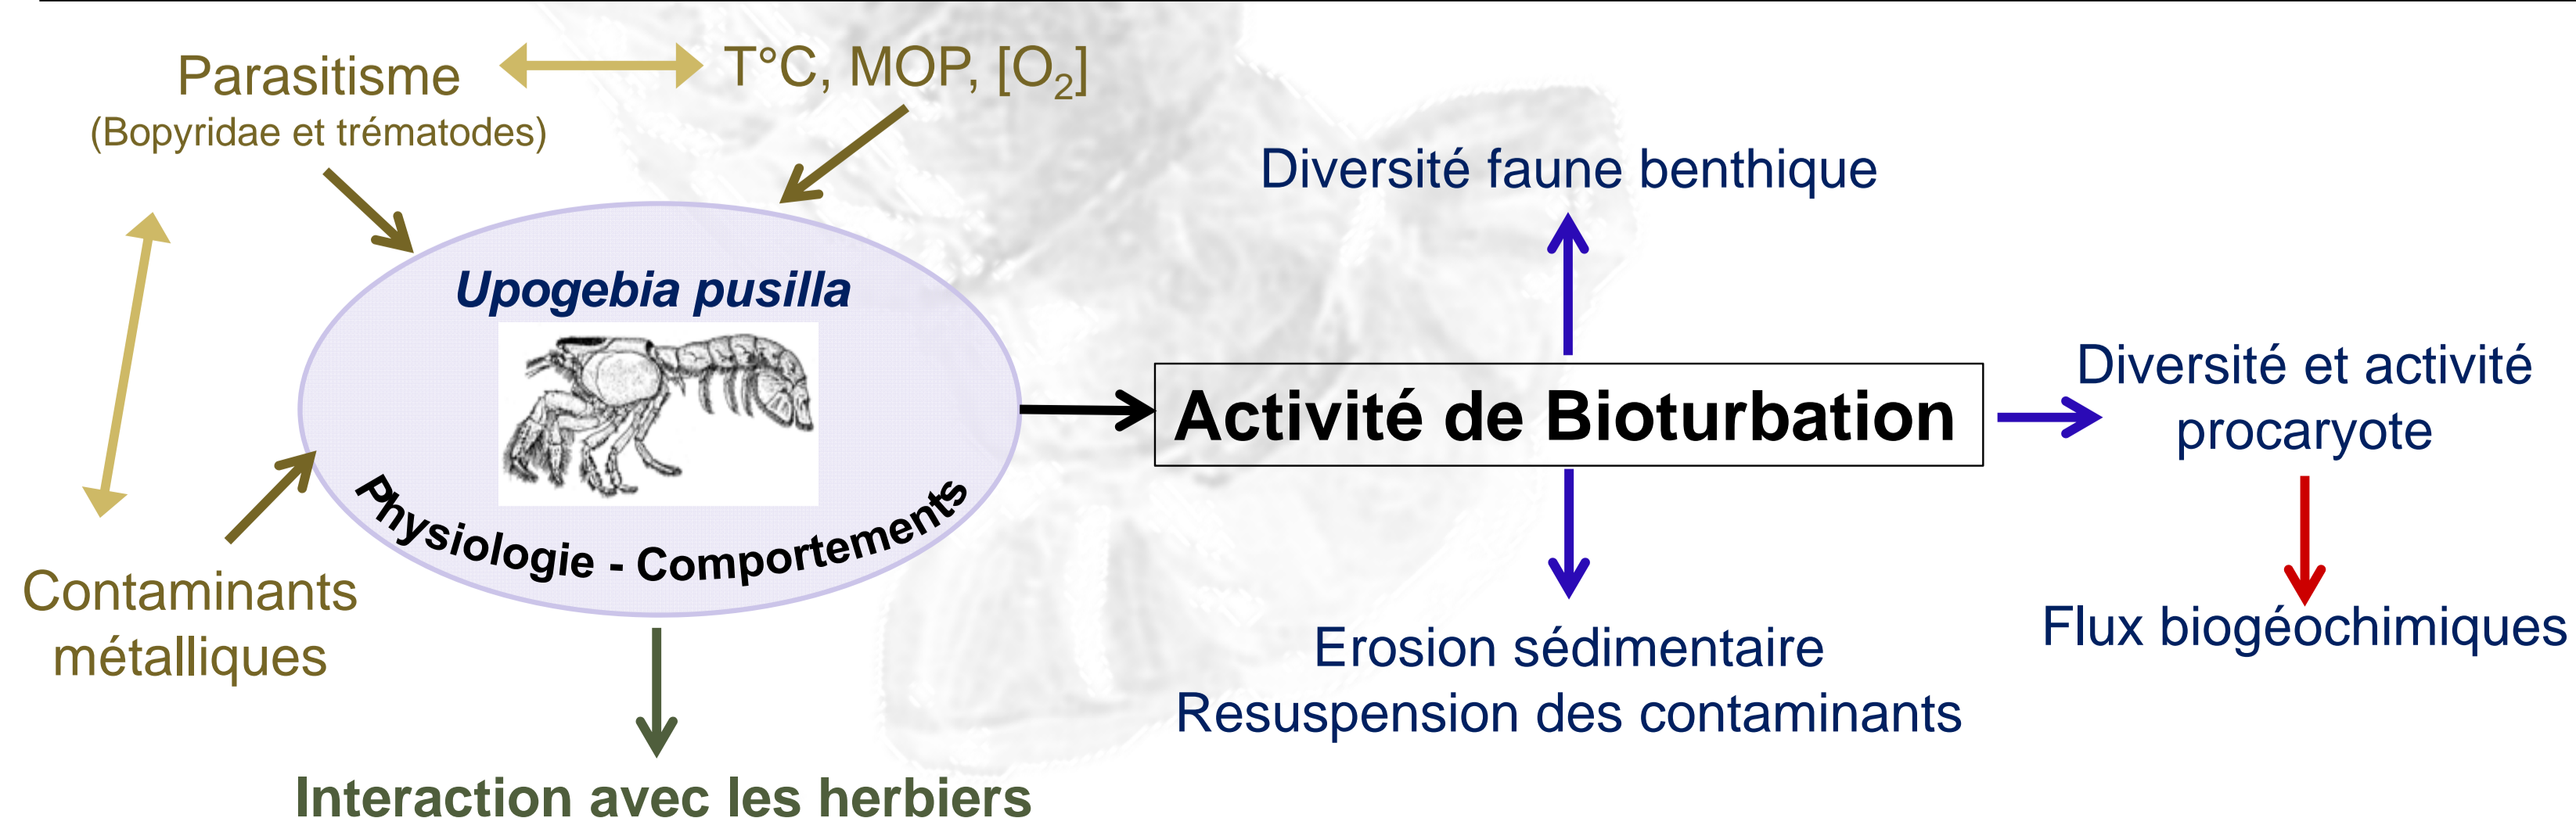 Parasitisme
(Bopyridae et trématodes)
T°C, MOP, [O₂]
Upogebia pusilla
Physiologie - Comportements
Contaminants
métalliques
Interaction avec les herbiers
Activité de Bioturbation
Diversité faune benthique
Diversité et activité
procaryote
Flux biogéochimiques
Erosion sédimentaire
Resuspension des contaminants